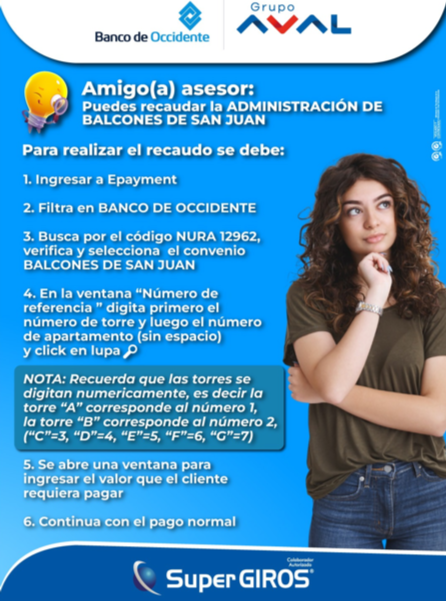 Banco de Occidente
Grupo
AVAL
Amigo(a) asesor:
Puedes recaudar la ADMINISTRACIÓN DE
BALCONES DE SAN JUAN
Para realizar el recaudo se debe:
1. Ingresar a Epayment
2. Filtra en BANCO DE OCCIDENTE
3. Busca por el código NURA 12962,
verifica y selecciona el convenio
BALCONES DE SAN JUAN
4. En la ventana “Número de
referencia ” digita primero el
número de torre y luego el número
de apartamento (sin espacio)
y click en lupa
NOTA: Recuerda que las torres se
digitan numericamente, es decir la
torre “A” corresponde al número 1,
la torre “B” corresponde al número 2,
(“C”=3, “D”=4, “E”=5, “F”=6, “G”=7)
5. Se abre una ventana para
ingresar el valor que el cliente
requiera pagar
6. Continua con el pago normal
Colaborador
Autorizado
SuperGIROS®